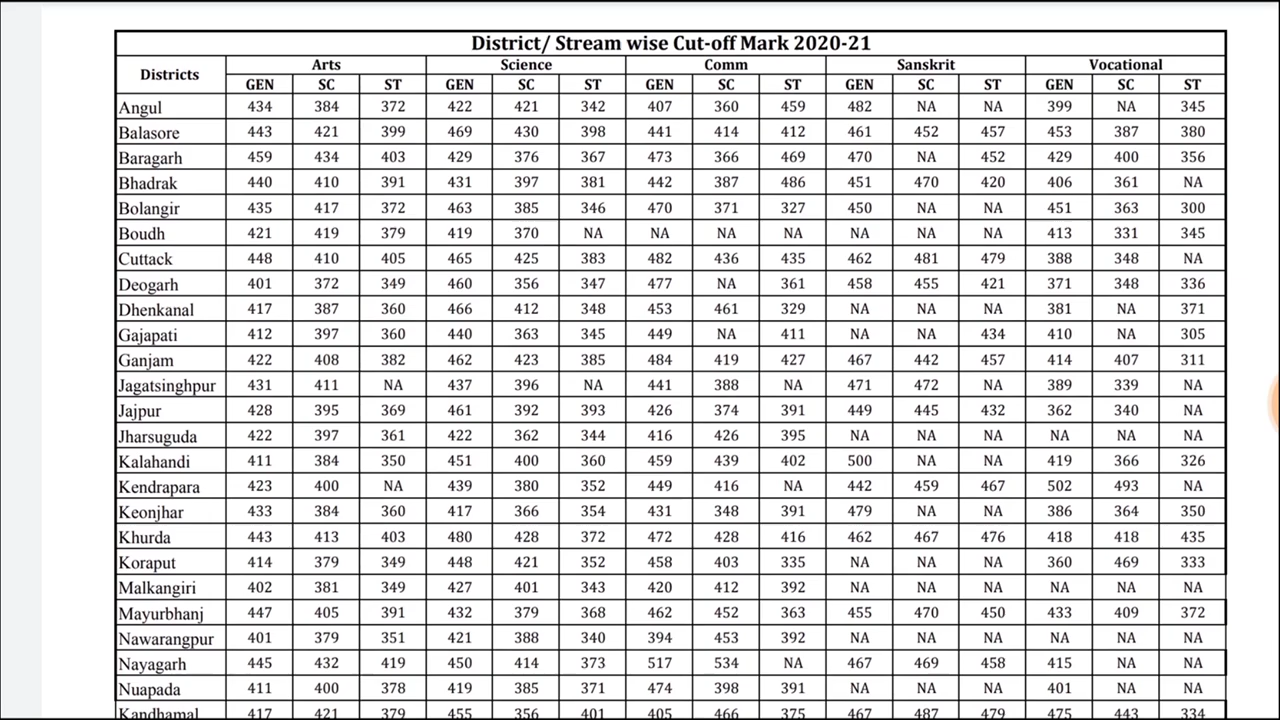 District/ Stream wise Cut-off Mark 2020-21
Districts Arts Science Comm Sanskrit Vocational
GEN SC ST GEN SC ST GEN SC ST GEN SC ST GEN SC ST
Angul 434 384 372 422 421 342 407 360 459 482 NA NA 399 NA 345
Balasore 443 421 399 469 430 398 441 414 412 461 452 457 453 387 380
Baragarh 459 434 403 429 376 367 473 366 469 470 NA 452 429 400 356
Bhadrak 440 410 391 431 397 381 442 387 486 451 470 420 406 361 NA
Bolangir 435 417 372 463 385 346 470 371 327 450 NA NA 451 363 300
Boudh 421 419 379 419 370 NA NA NA NA NA NA NA 413 331 345
Cuttack 448 410 405 465 425 383 482 436 435 462 481 479 388 348 NA
Deogarh 401 372 349 460 356 347 477 NA 361 458 455 421 371 348 336
Dhenkanal 417 387 360 466 412 348 453 461 329 NA NA NA 381 NA 371
Gajapati 412 397 360 440 363 345 449 NA 411 NA NA 434 410 NA 305
Ganjam 422 408 382 462 423 385 484 419 427 467 442 457 414 407 311
Jagatsinghpur 431 411 NA 437 396 NA 441 388 NA 471 472 NA 389 339 NA
Jajpur 428 395 369 461 392 393 426 374 391 449 445 432 362 340 NA
Jharsuguda 422 397 361 422 362 344 416 426 395 NA NA NA NA NA NA
Kalahandi 411 384 350 451 400 360 459 439 402 500 NA NA 419 366 326
Kendrapara 423 400 NA 439 380 352 449 416 NA 442 459 467 502 493 NA
Keonjhar 433 384 360 417 366 354 431 348 391 479 NA NA 386 364 350
Khurda 443 413 403 480 428 372 472 428 416 462 467 476 418 418 435
Koraput 414 379 349 448 421 352 458 403 335 NA NA NA 360 469 333
Malkangiri 402 381 349 427 401 343 420 412 392 NA NA NA NA NA NA
Mayurbhanj 447 405 391 432 379 368 462 452 363 455 470 450 433 409 372
Nawarangpur 401 379 351 421 388 340 394 453 392 NA NA NA NA NA NA
Nayagarh 445 432 419 450 414 373 517 534 NA 467 469 458 415 NA NA
Nuapada 411 400 378 419 385 371 474 398 391 NA NA NA 401 NA NA
Kandhamal 417 421 379 455 356 401 405 466 375 467 487 479 475 443 334